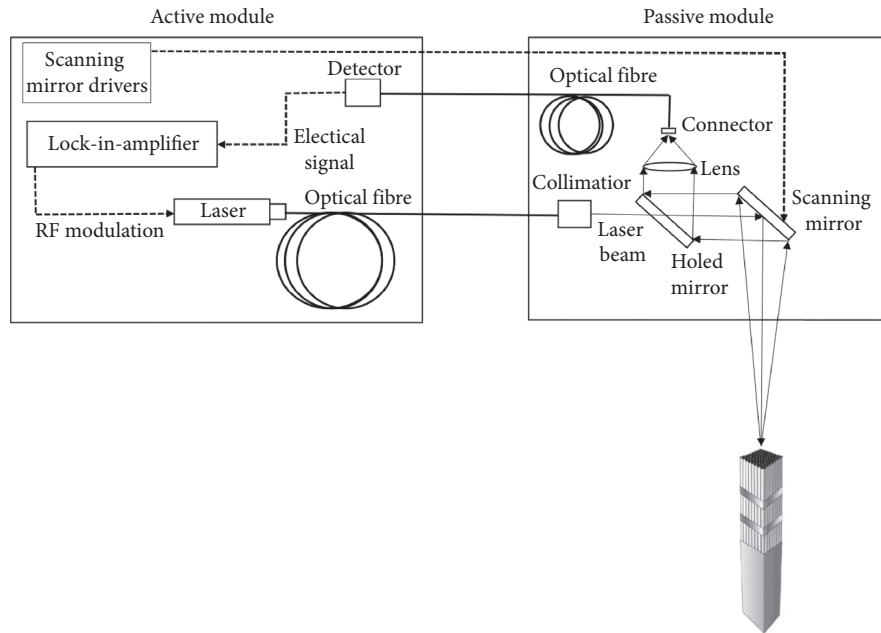 Active module
Passive module
Scanning
mirror drivers
Detector
Optical fibre
Connector
Lock-in-amplifier
Electical
signal
Lens
Collimatior
Scanning
mirror
Laser
Optical fibre
RF modulation
Laser
beam
Holed
mirror